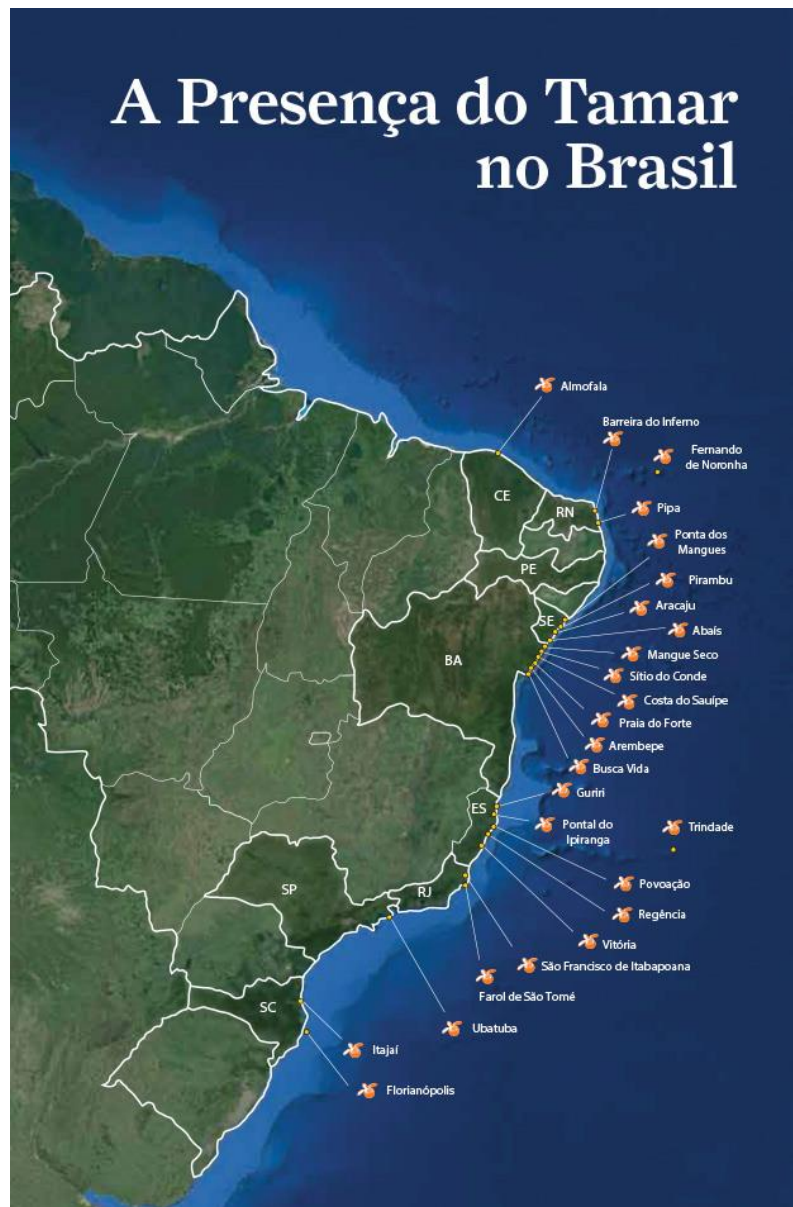 A Presença do Tamar
no Brasil
Almofala
Barreira do Inferno
Fernando
de Noronha
CE
RN
Pipa
Ponta dos
Mangues
PE
Pirambu
Aracaju
SE
Abaís
BA
Mangue Seco
Sítio do Conde
Costa do Sauípe
Praia do Forte
Arembepe
Busca Vida
Guriri
ES
Pontal do
Ipiranga
Trindade
SP
RJ
Povoação
Regência
Vitória
São Francisco de Itabapoana
Farol de São Tomé
SC
Ubatuba
Itajaí
Florianópolis